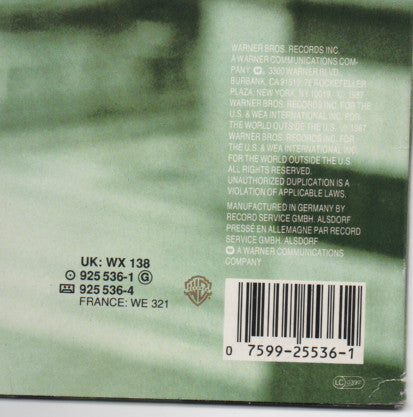 WARNER BROS. RECORDS INC.
A WARNER COMMUNICATIONS COM-
PANY 3300 WARNER BLVD.
BURBANK, CA 91510, 75 ROCKEFELLER
PLAZA, NEW YORK, N.Y. 10019 1987
WARNER BROS. RECORDS INC. FOR THE
U.S. & WEA INTERNATIONAL INC. FOR
THE WORLD OUTSIDE THE U.S. 1987
WARNER BROS. RECORDS INC. FOR
THE U.S. & WEA INTERNATIONAL INC
FOR THE WORLD OUTSIDE THE U.S
ALL RIGHTS RESERVED.
UNAUTHORIZED DUPLICATION IS A
VIOLATION OF APPLICABLE LAWS.
MANUFACTURED IN GERMANY BY
RECORD SERVICE GMBH, ALSDORF
PRESSÉ EN ALLEMAGNE PAR RECORD
SERVICE GMBH, ALSDORF
A WARNER COMMUNICATIONS
COMPANY
UK: WX 138
925 536-1 G
925 536-4
FRANCE: WE 321
0 7599-25536-1
LC 0392